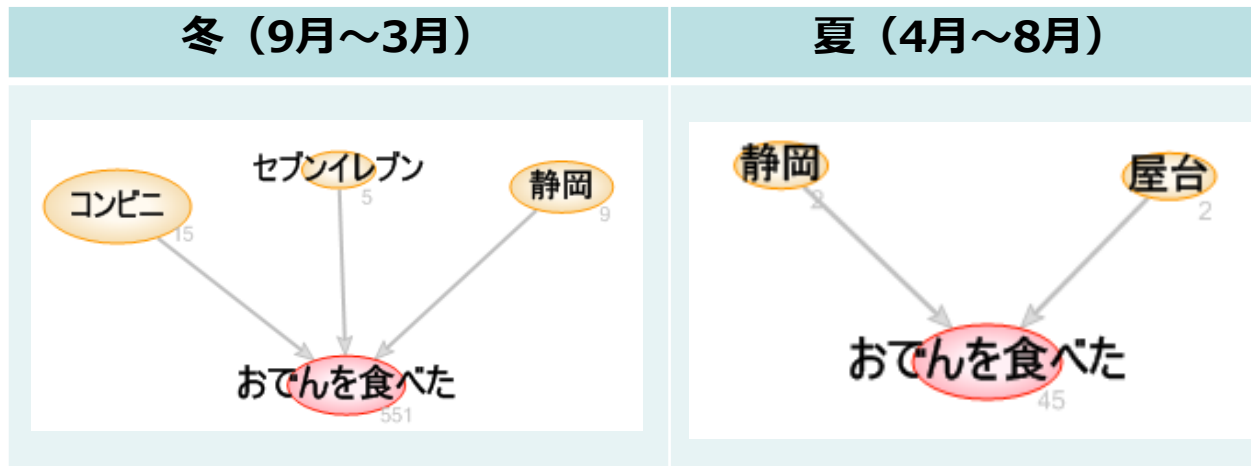 冬（9月～3月）
夏（4月～8月）
コンビニ
15
セブンイレブン
5
静岡
9
おでんを食べた
551
静岡
2
屋台
2
おでんを食べた
45